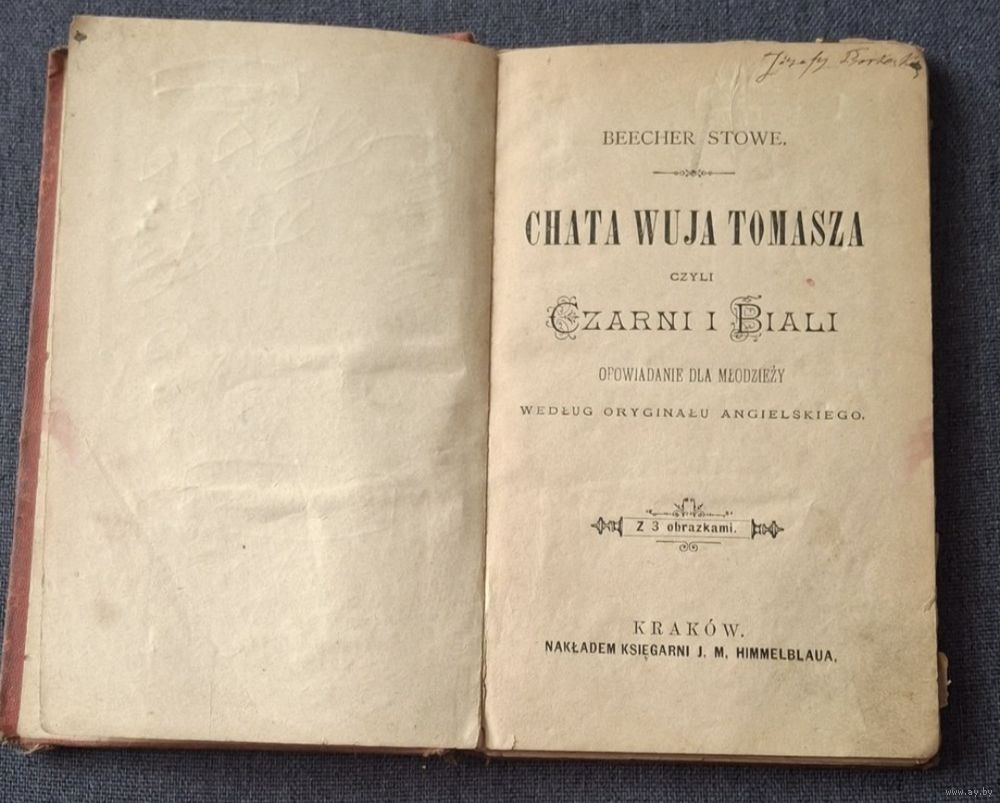 Józefy
BEECHER STOWE.
CHATA WUJA TOMASZA
CZYLI
CZARNI I BIALI
OPOWIADANIE DLA MŁODZIEŻY
WEDŁUG ORYGINAŁU ANGIELSKIEGO.
Z 3 obrazkami.
KRAKÓW.
NAKŁADEM KSIĘGARNI J. M. HIMMELBLAUA.
www.ay.by